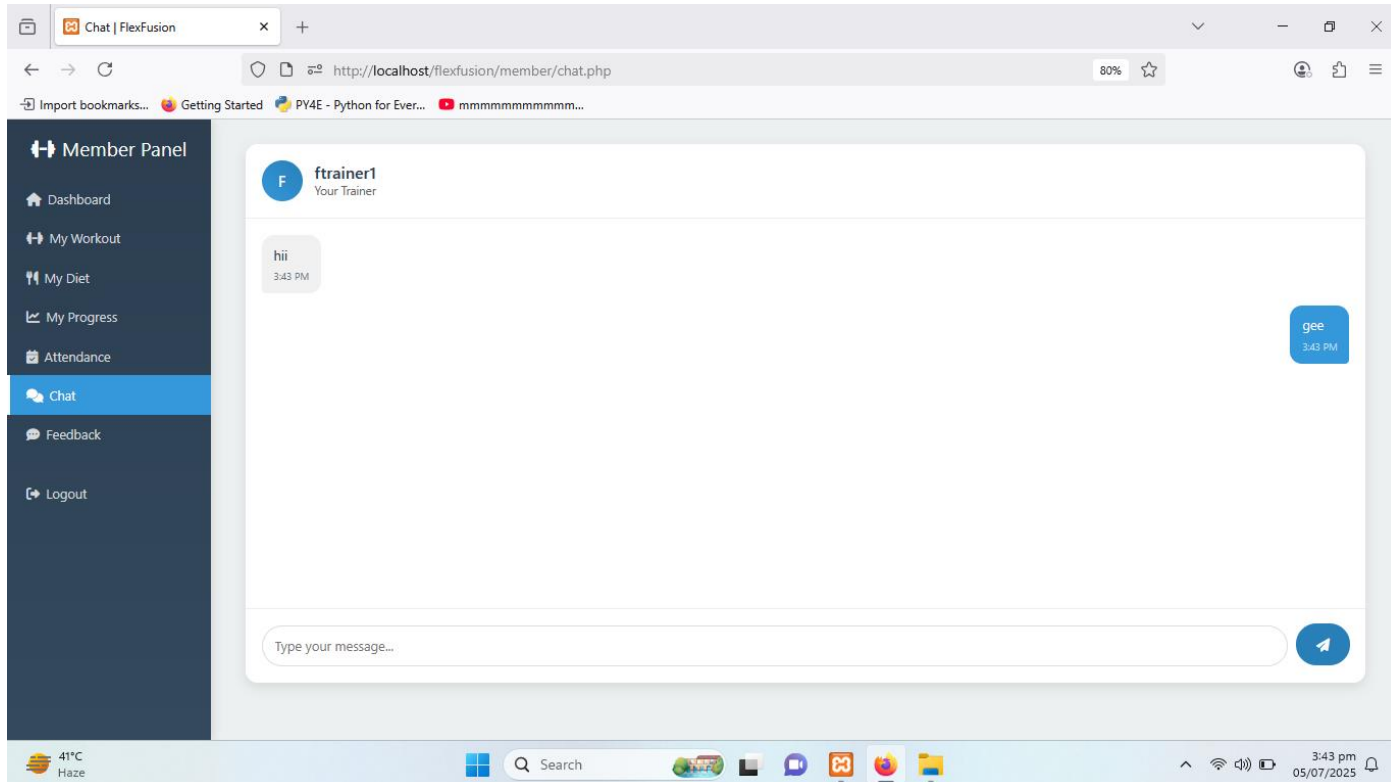 Chat | FlexFusion
http://localhost/flexfusion/member/chat.php
80%
Import bookmarks... Getting Started PY4E - Python for Ever... mmmmmmmmmmm...
Member Panel
Dashboard
My Workout
My Diet
My Progress
Attendance
Chat
Feedback
Logout
F
ftrainer1
Your Trainer
hii
3:43 PM
gee
3:43 PM
Type your message...
41°C
Haze
Search
3:43 pm
05/07/2025